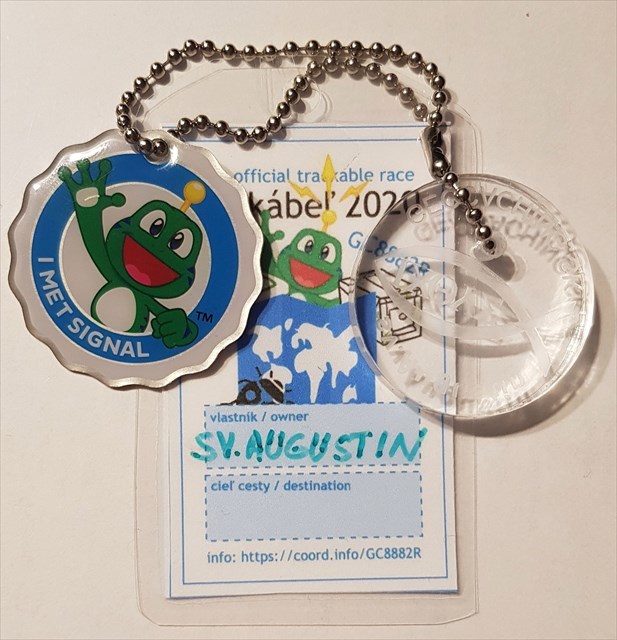 official trackable race
kábeľ 2020
GC8882R
I MET SIGNAL
TM
vlastník / owner
SV.AUGUSTIN
cieľ cesty / destination
info: https://coord.info/GC8882R